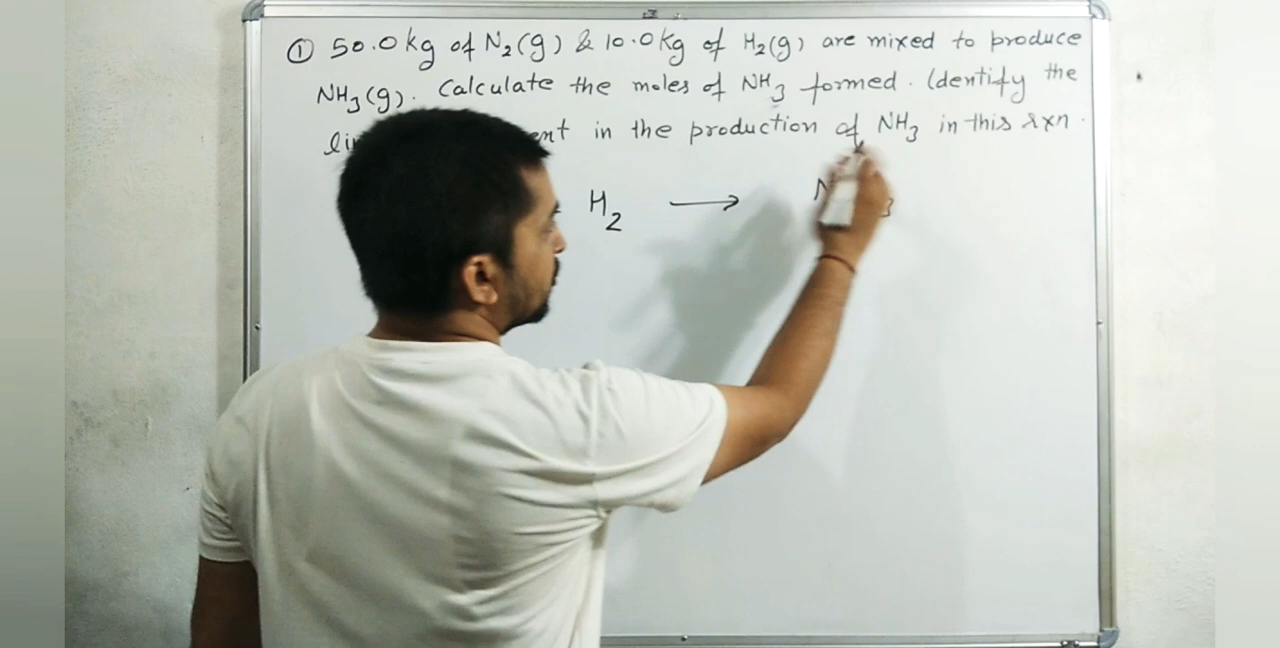 ① 50.0 kg of N₂(g) & 10.0 kg of H₂(g) are mixed to produce
NH₃(g). Calculate the moles of NH₃ formed. Identify the
in the production of NH₃ in this rxn.
H₂ ⟶